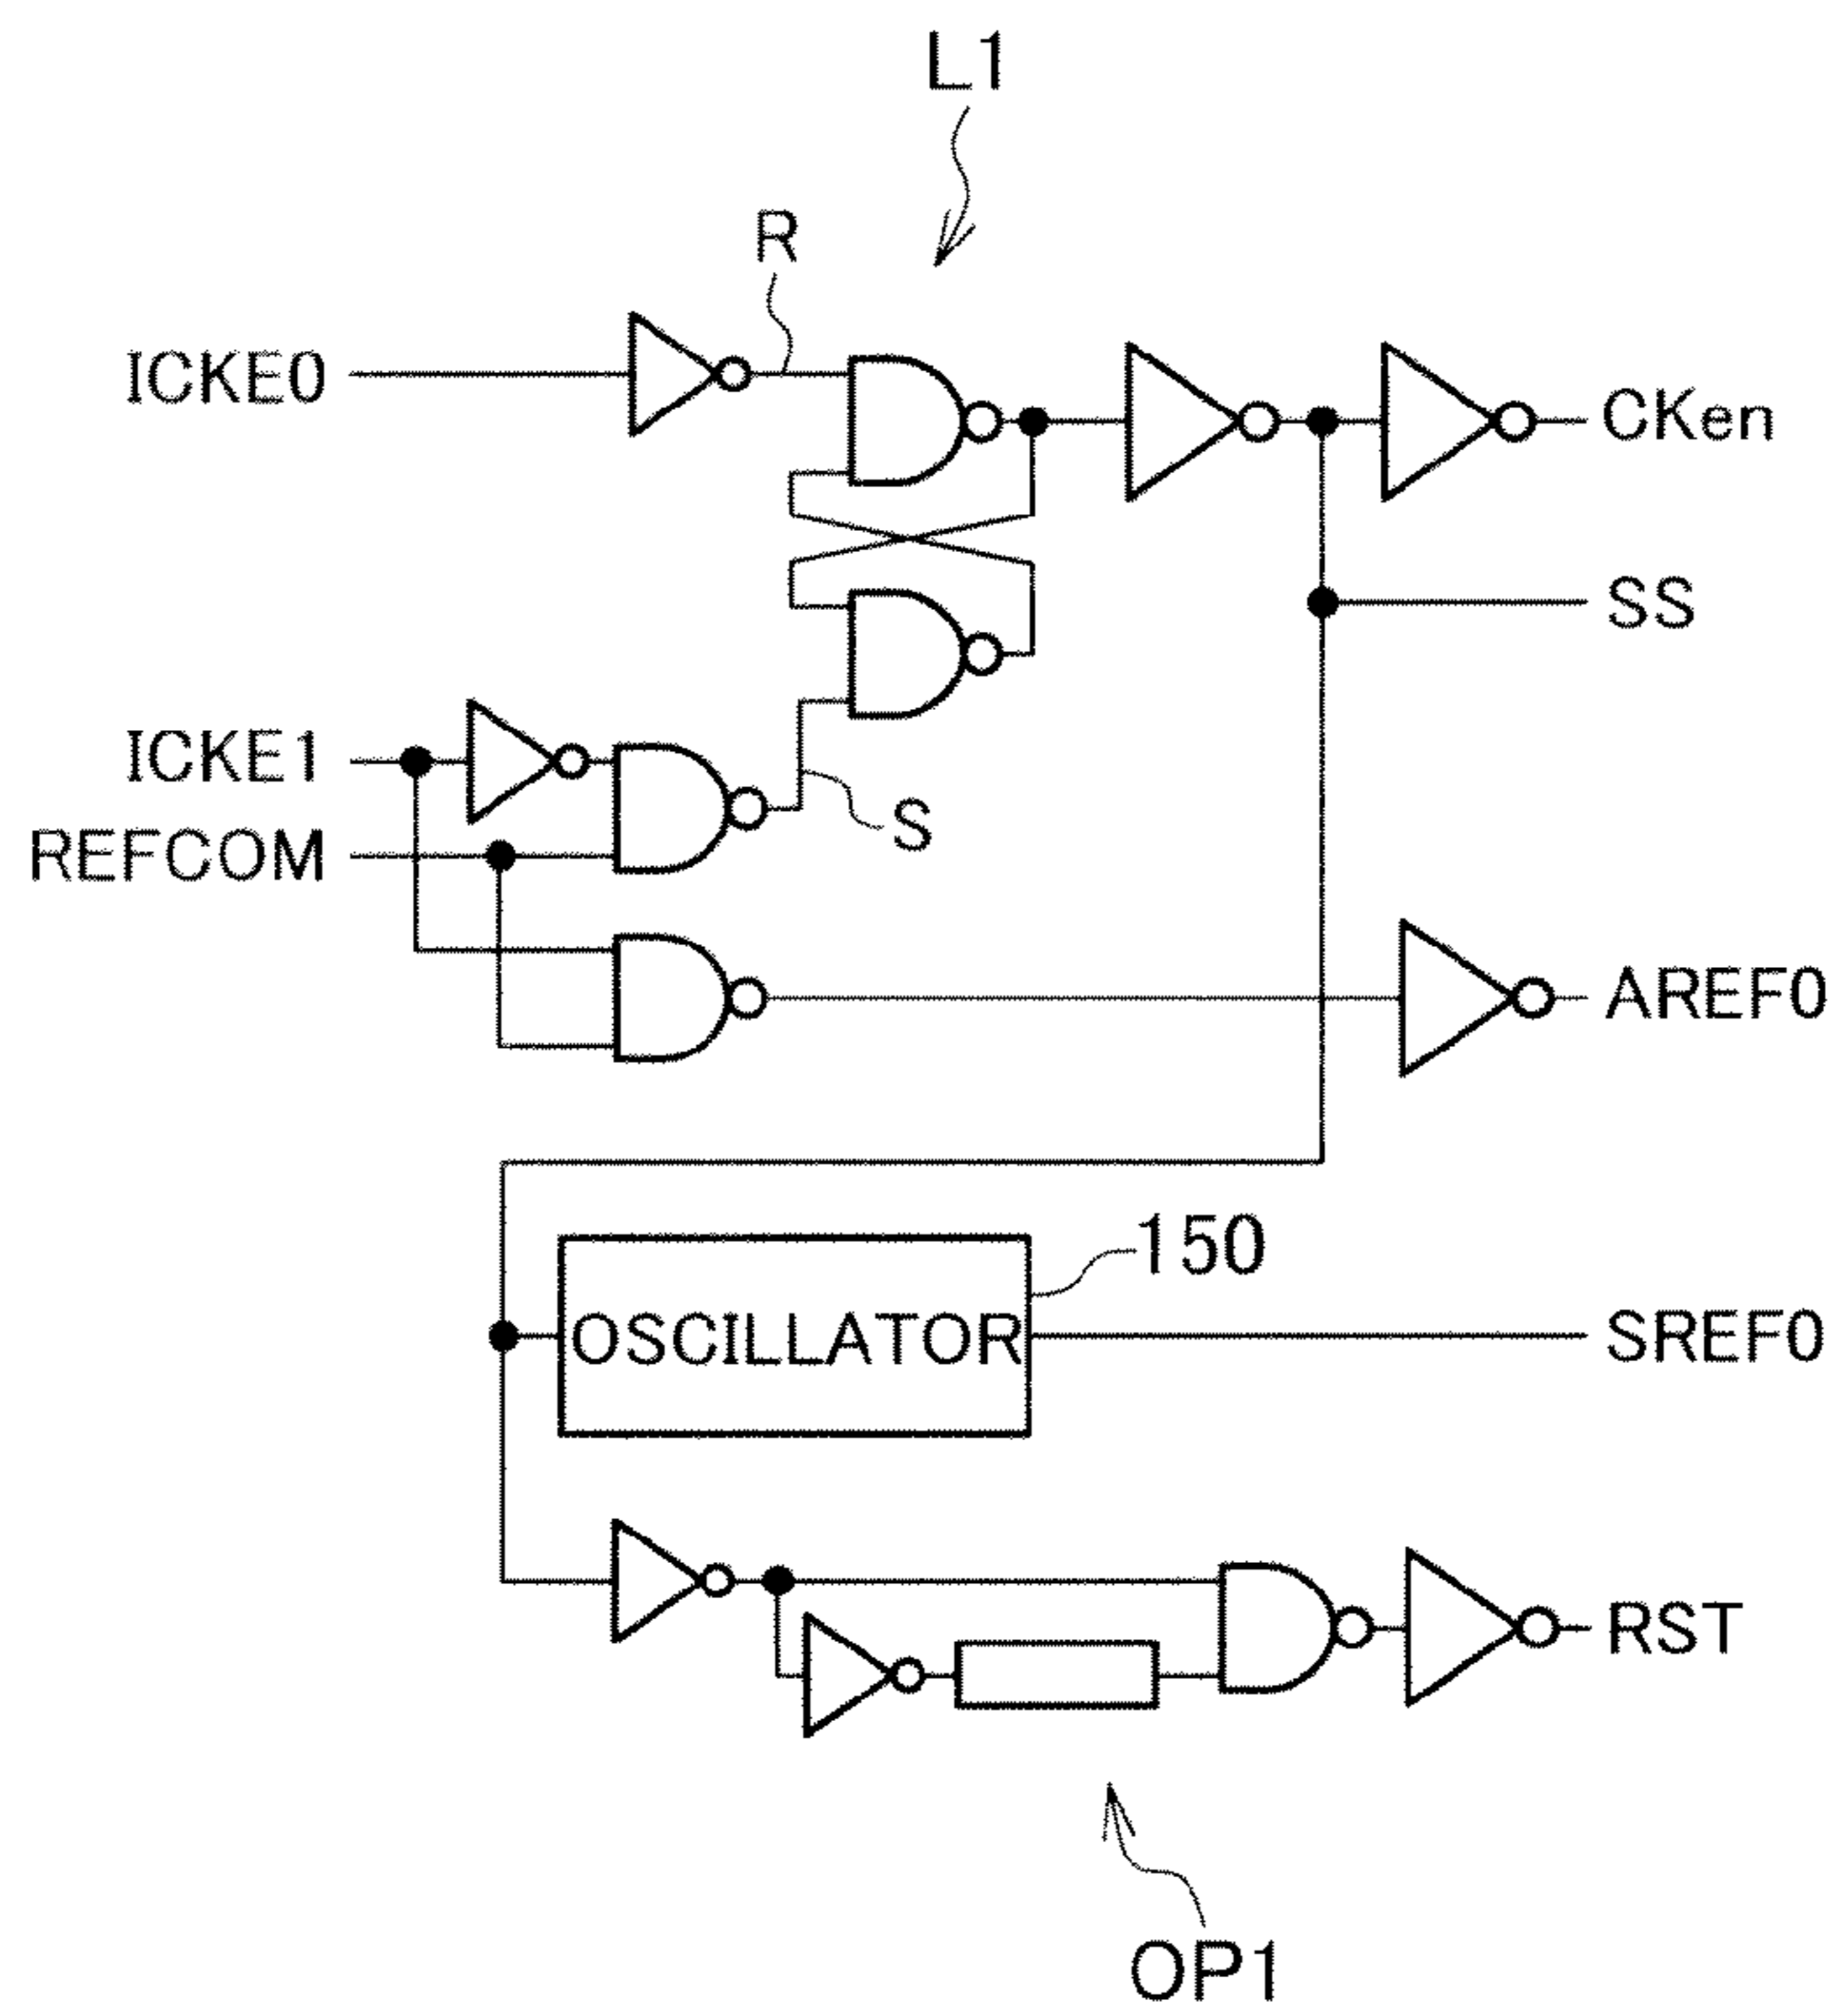 L1
R
ICKE0
CKen
SS
ICKE1
S
REFCOM
AREF0
150
OSCILLATOR
SREF0
RST
OP1